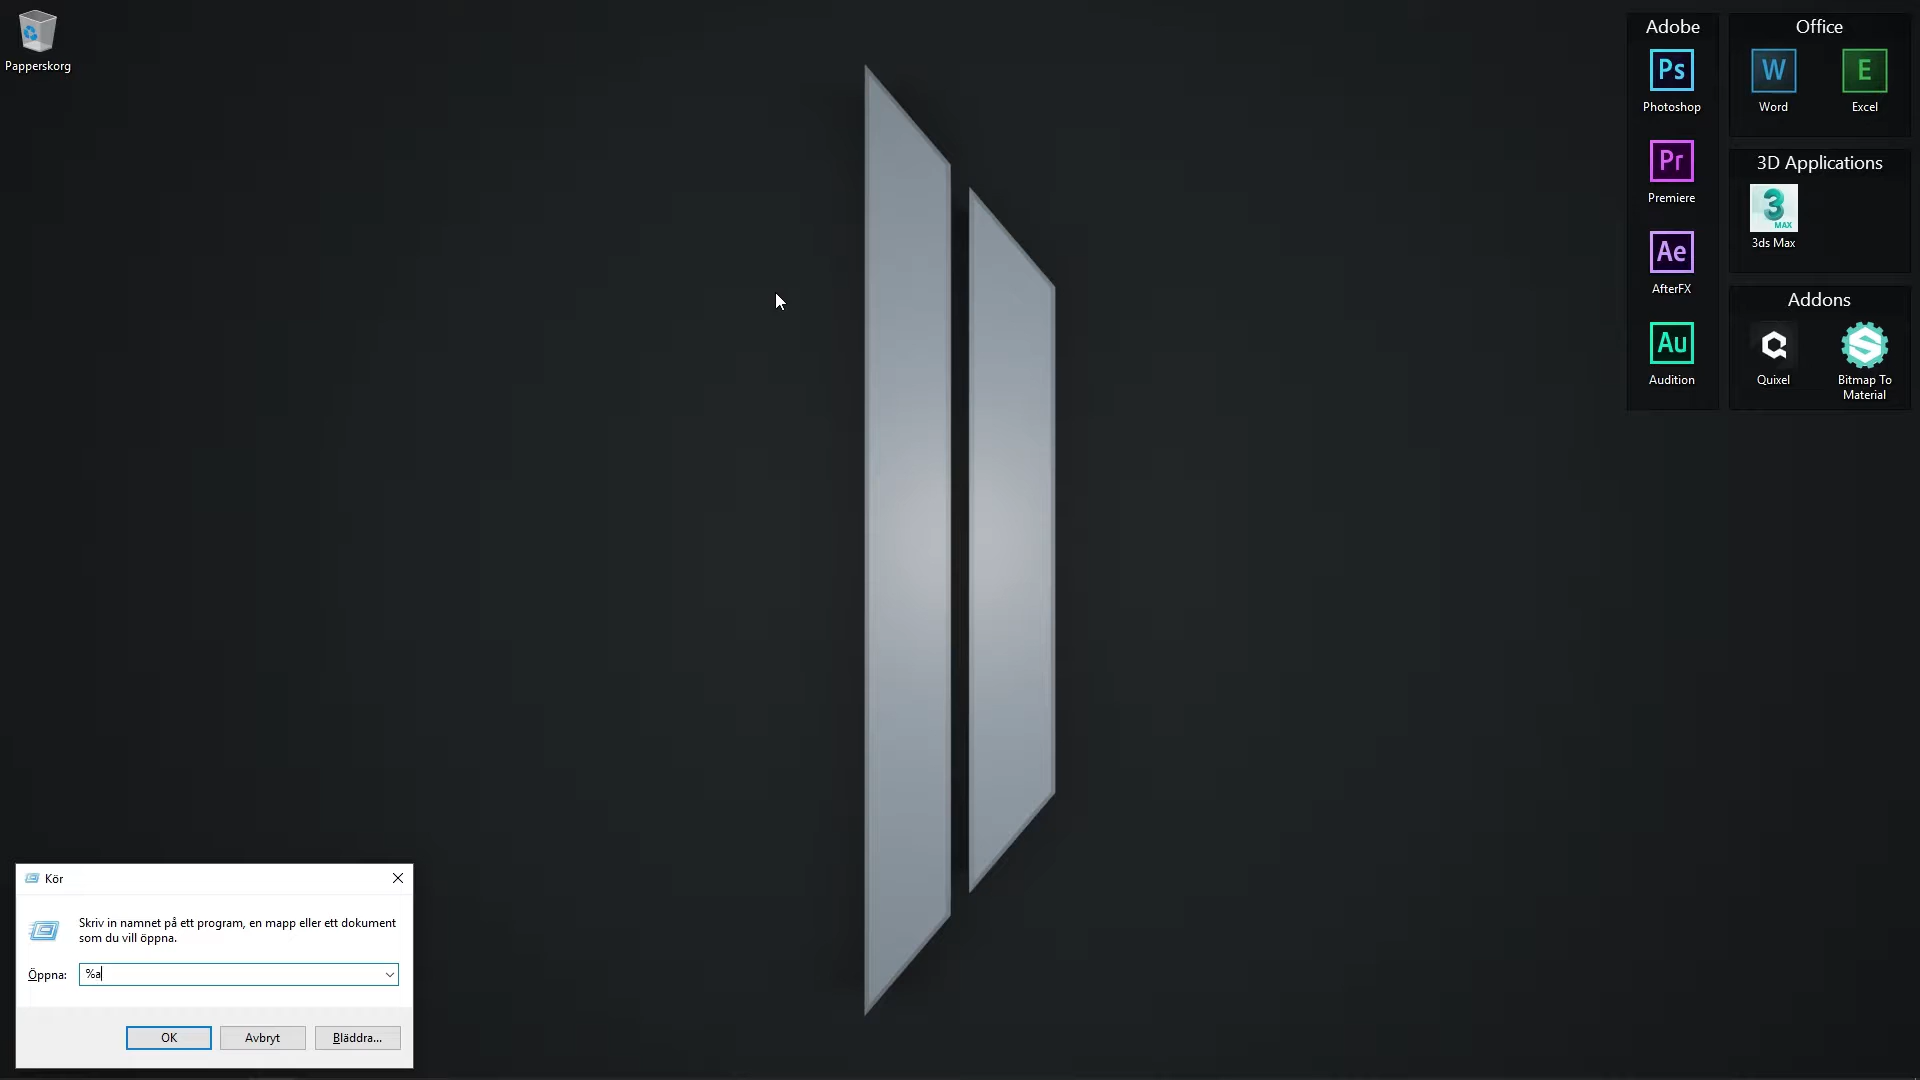 Papperskorg
Adobe
Ps
Photoshop
Pr
Premiere
Ae
AfterFX
Au
Audition
Office
W
Word
E
Excel
3D Applications
3
MAX
3ds Max
Addons
Quixel
Bitmap To
Material
Kör
Skriv in namnet på ett program, en mapp eller ett dokument
som du vill öppna.
Öppna:
%a
OK
Avbryt
Bläddra...